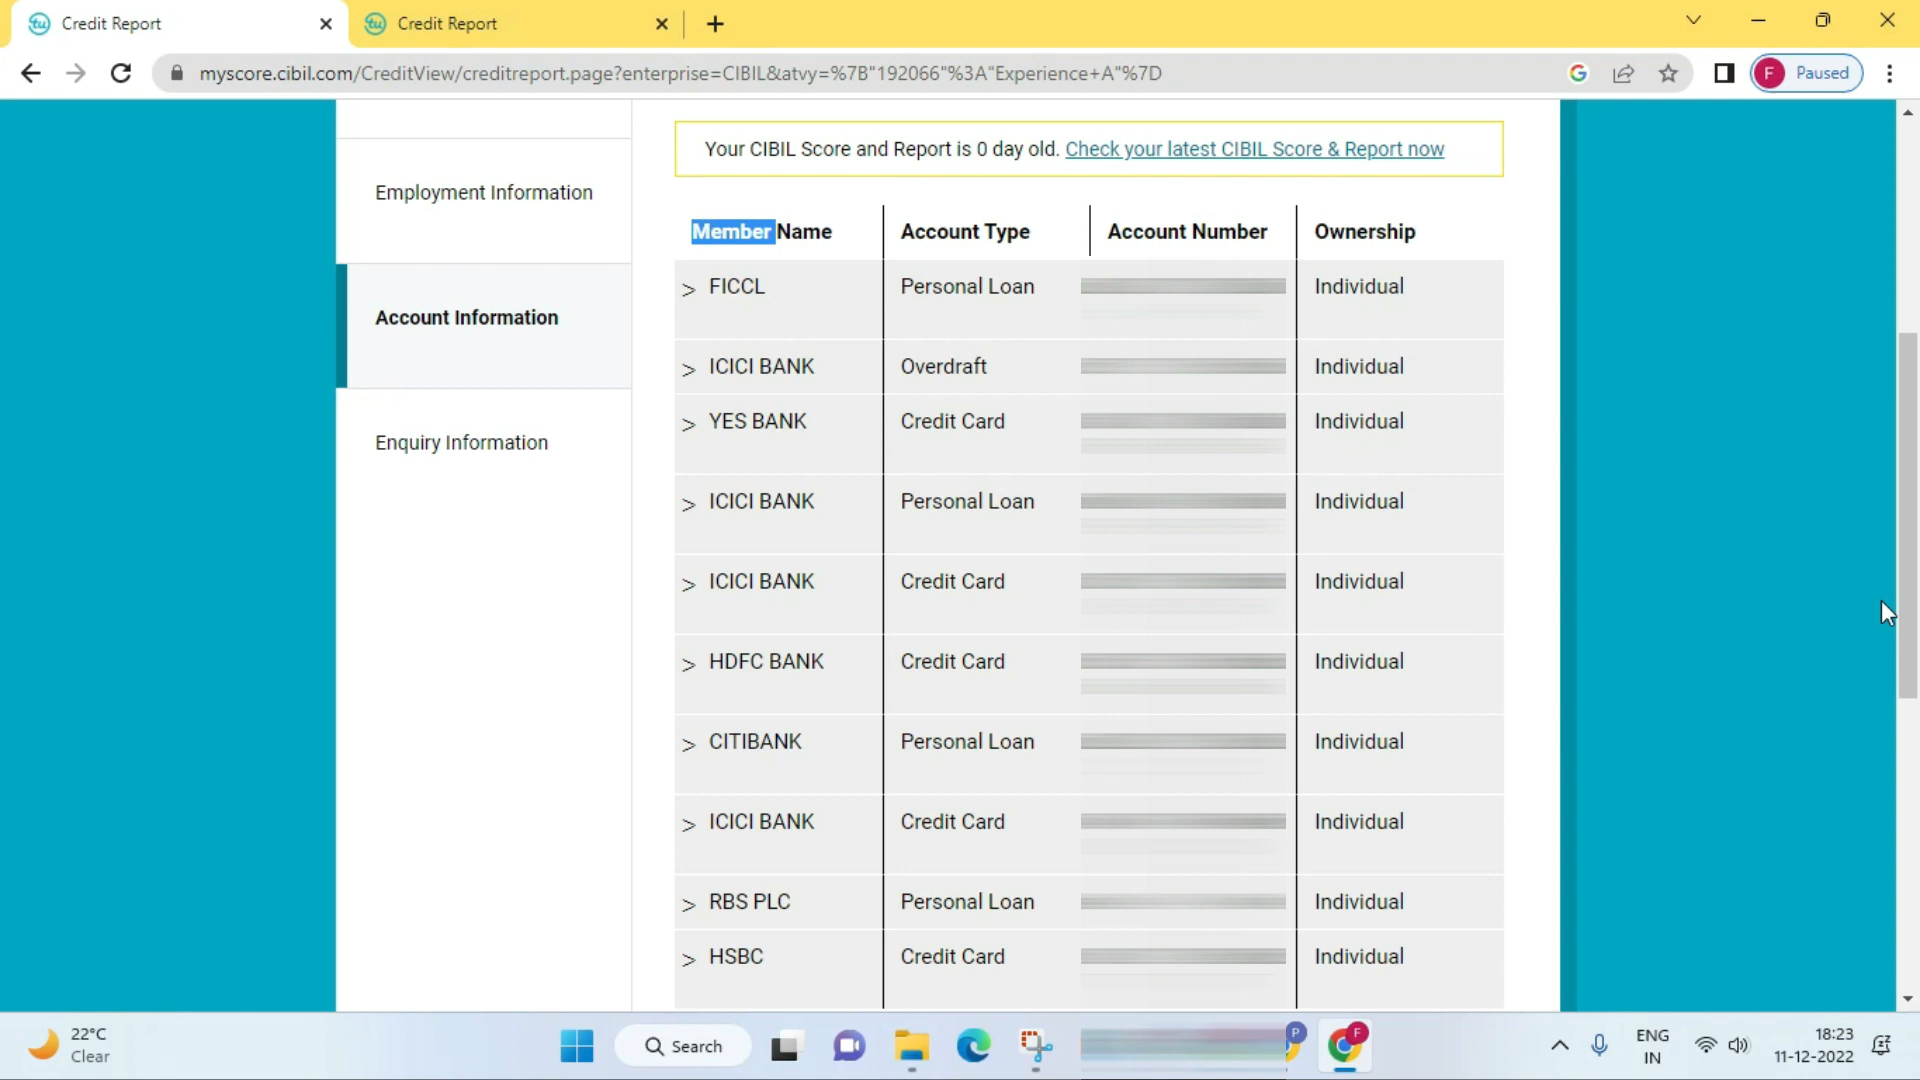 Credit Report
Credit Report
myscore.cibil.com/CreditView/creditreport.page?enterprise=CIBIL&atvy=%7B"192066"%3A"Experience+A"%7D
F Paused
Your CIBIL Score and Report is 0 day old. Check your latest CIBIL Score & Report now
Employment Information
Account Information
Enquiry Information
Member Name Account Type Account Number Ownership
> FICCL Personal Loan Individual
> ICICI BANK Overdraft Individual
> YES BANK Credit Card Individual
> ICICI BANK Personal Loan Individual
> ICICI BANK Credit Card Individual
> HDFC BANK Credit Card Individual
> CITIBANK Personal Loan Individual
> ICICI BANK Credit Card Individual
> RBS PLC Personal Loan Individual
> HSBC Credit Card Individual
22°C
Clear
Search
P
F
ENG
IN
18:23
11-12-2022